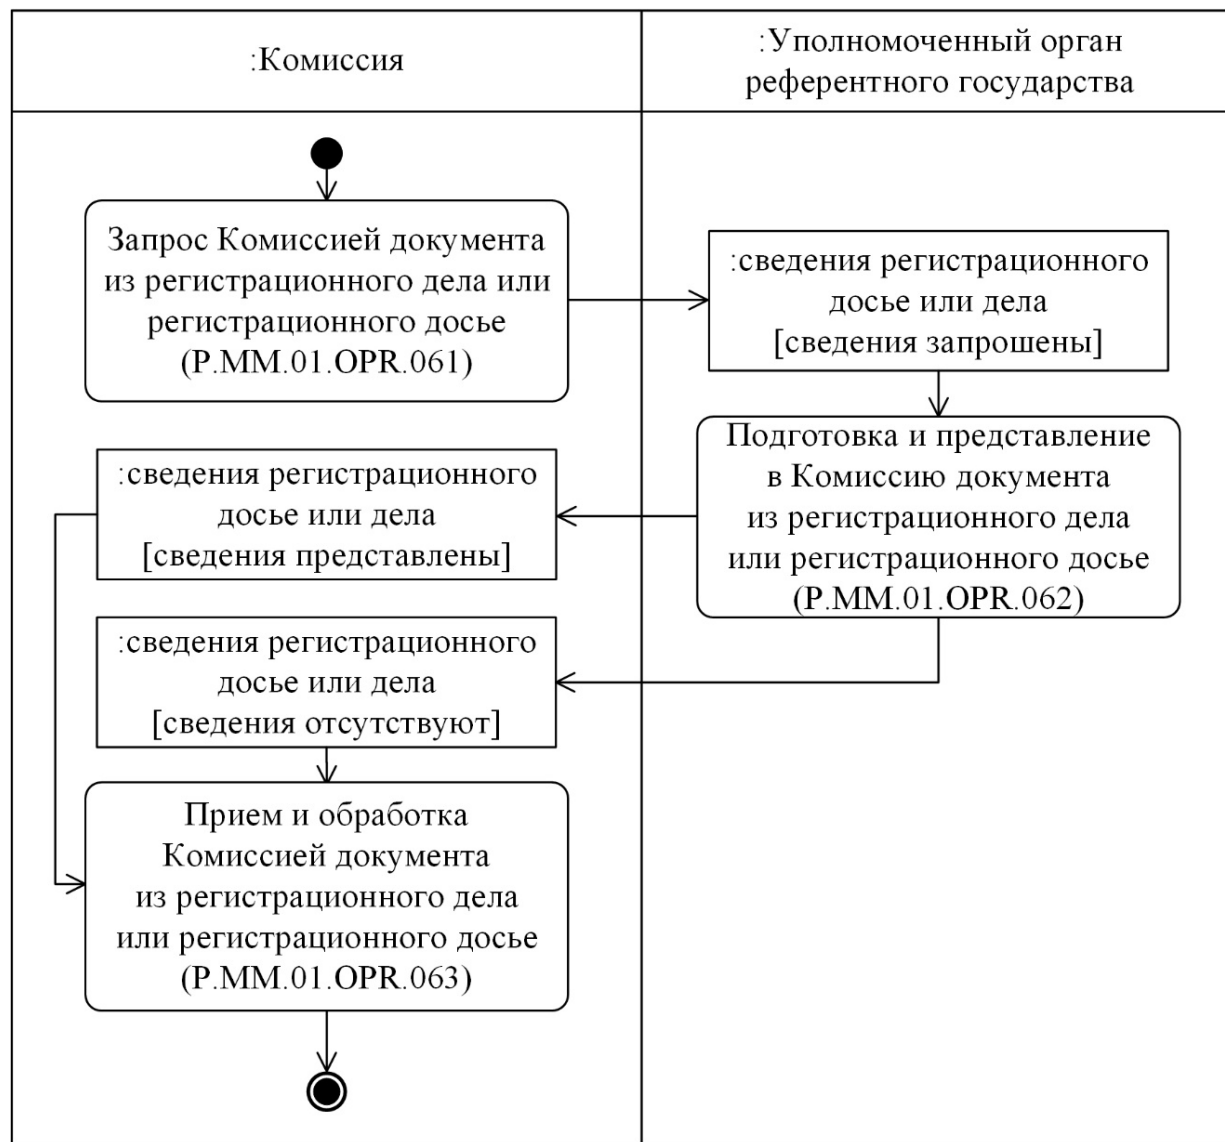 :Комиссия
:Уполномоченный орган
референтного государства
Запрос Комиссией документа
из регистрационного дела или
регистрационного досье
(P.MM.01.OPR.061)
:сведения регистрационного
досье или дела
[сведения запрошены]
Подготовка и представление
в Комиссию документа
из регистрационного дела
или регистрационного досье
(P.MM.01.OPR.062)
:сведения регистрационного
досье или дела
[сведения представлены]
:сведения регистрационного
досье или дела
[сведения отсутствуют]
Прием и обработка
Комиссией документа
из регистрационного дела
или регистрационного досье
(P.MM.01.OPR.063)